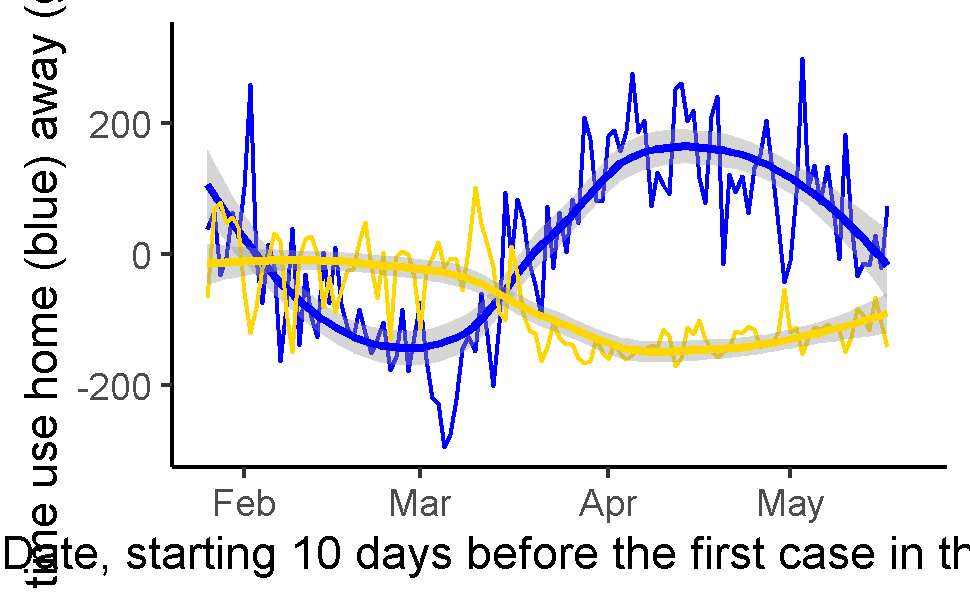 time use home (blue) away (
200
0
-200
Feb Mar Apr May
Date, starting 10 days before the first case in th